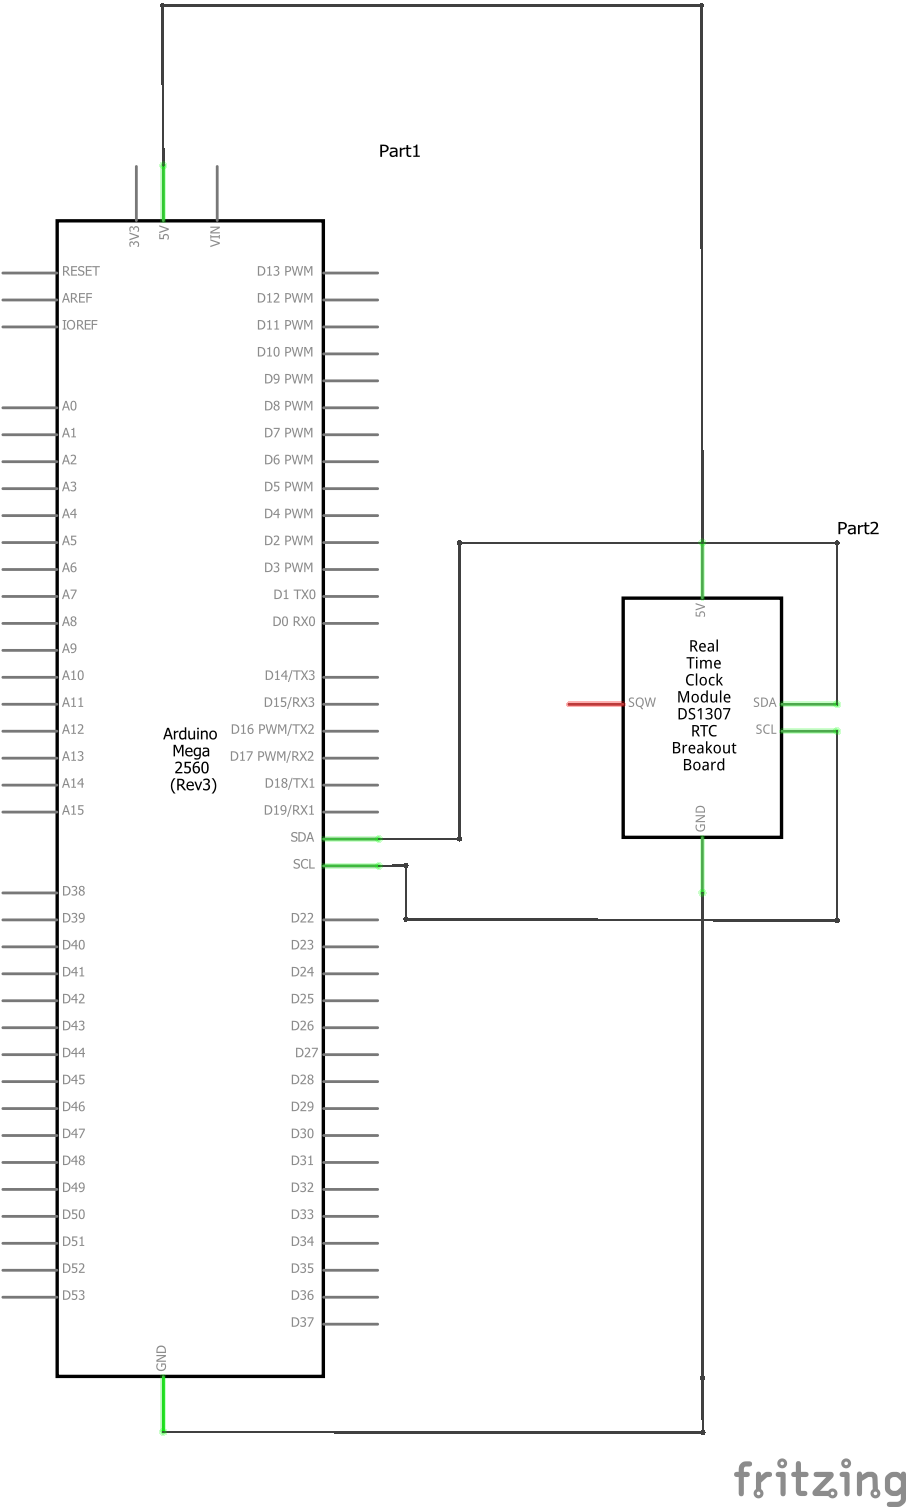 Part1
3V3
5V
VIN
RESET
AREF
IOREF
A0
A1
A2
A3
A4
A5
A6
A7
A8
A9
A10
A11
A12
A13
A14
A15
D38
D39
D40
D41
D42
D43
D44
D45
D46
D47
D48
D49
D50
D51
D52
D53
Arduino
Mega
2560
(Rev3)
D13 PWM
D12 PWM
D11 PWM
D10 PWM
D9 PWM
D8 PWM
D7 PWM
D6 PWM
D5 PWM
D4 PWM
D2 PWM
D3 PWM
D1 TX0
D0 RX0
D14/TX3
D15/RX3
D16 PWM/TX2
D17 PWM/RX2
D18/TX1
D19/RX1
SDA
SCL
D22
D23
D24
D25
D26
D27
D28
D29
D30
D31
D32
D33
D34
D35
D36
D37
GND
Part2
5V
SQW
Real
Time
Clock
Module
DS1307
RTC
Breakout
Board
SDA
SCL
GND
fritzing